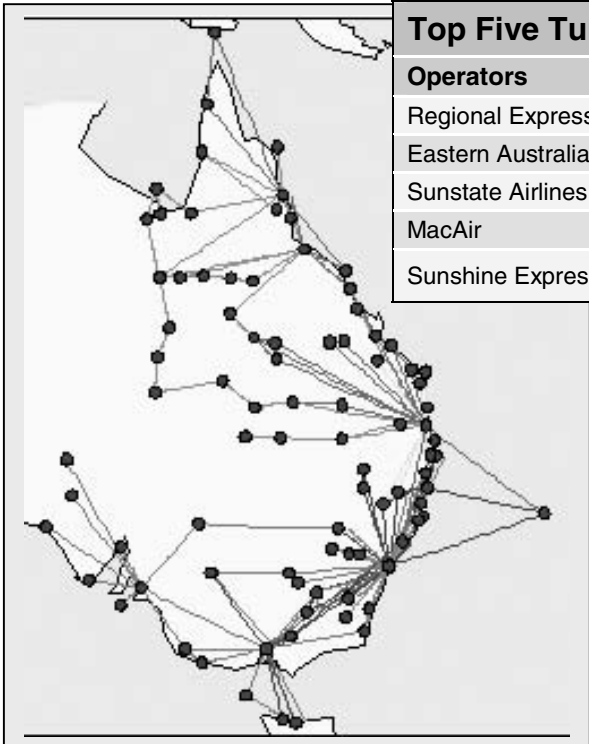 Top Five Tu
Operators
Regional Express
Eastern Australia
Sunstate Airlines
MacAir
Sunshine Expres